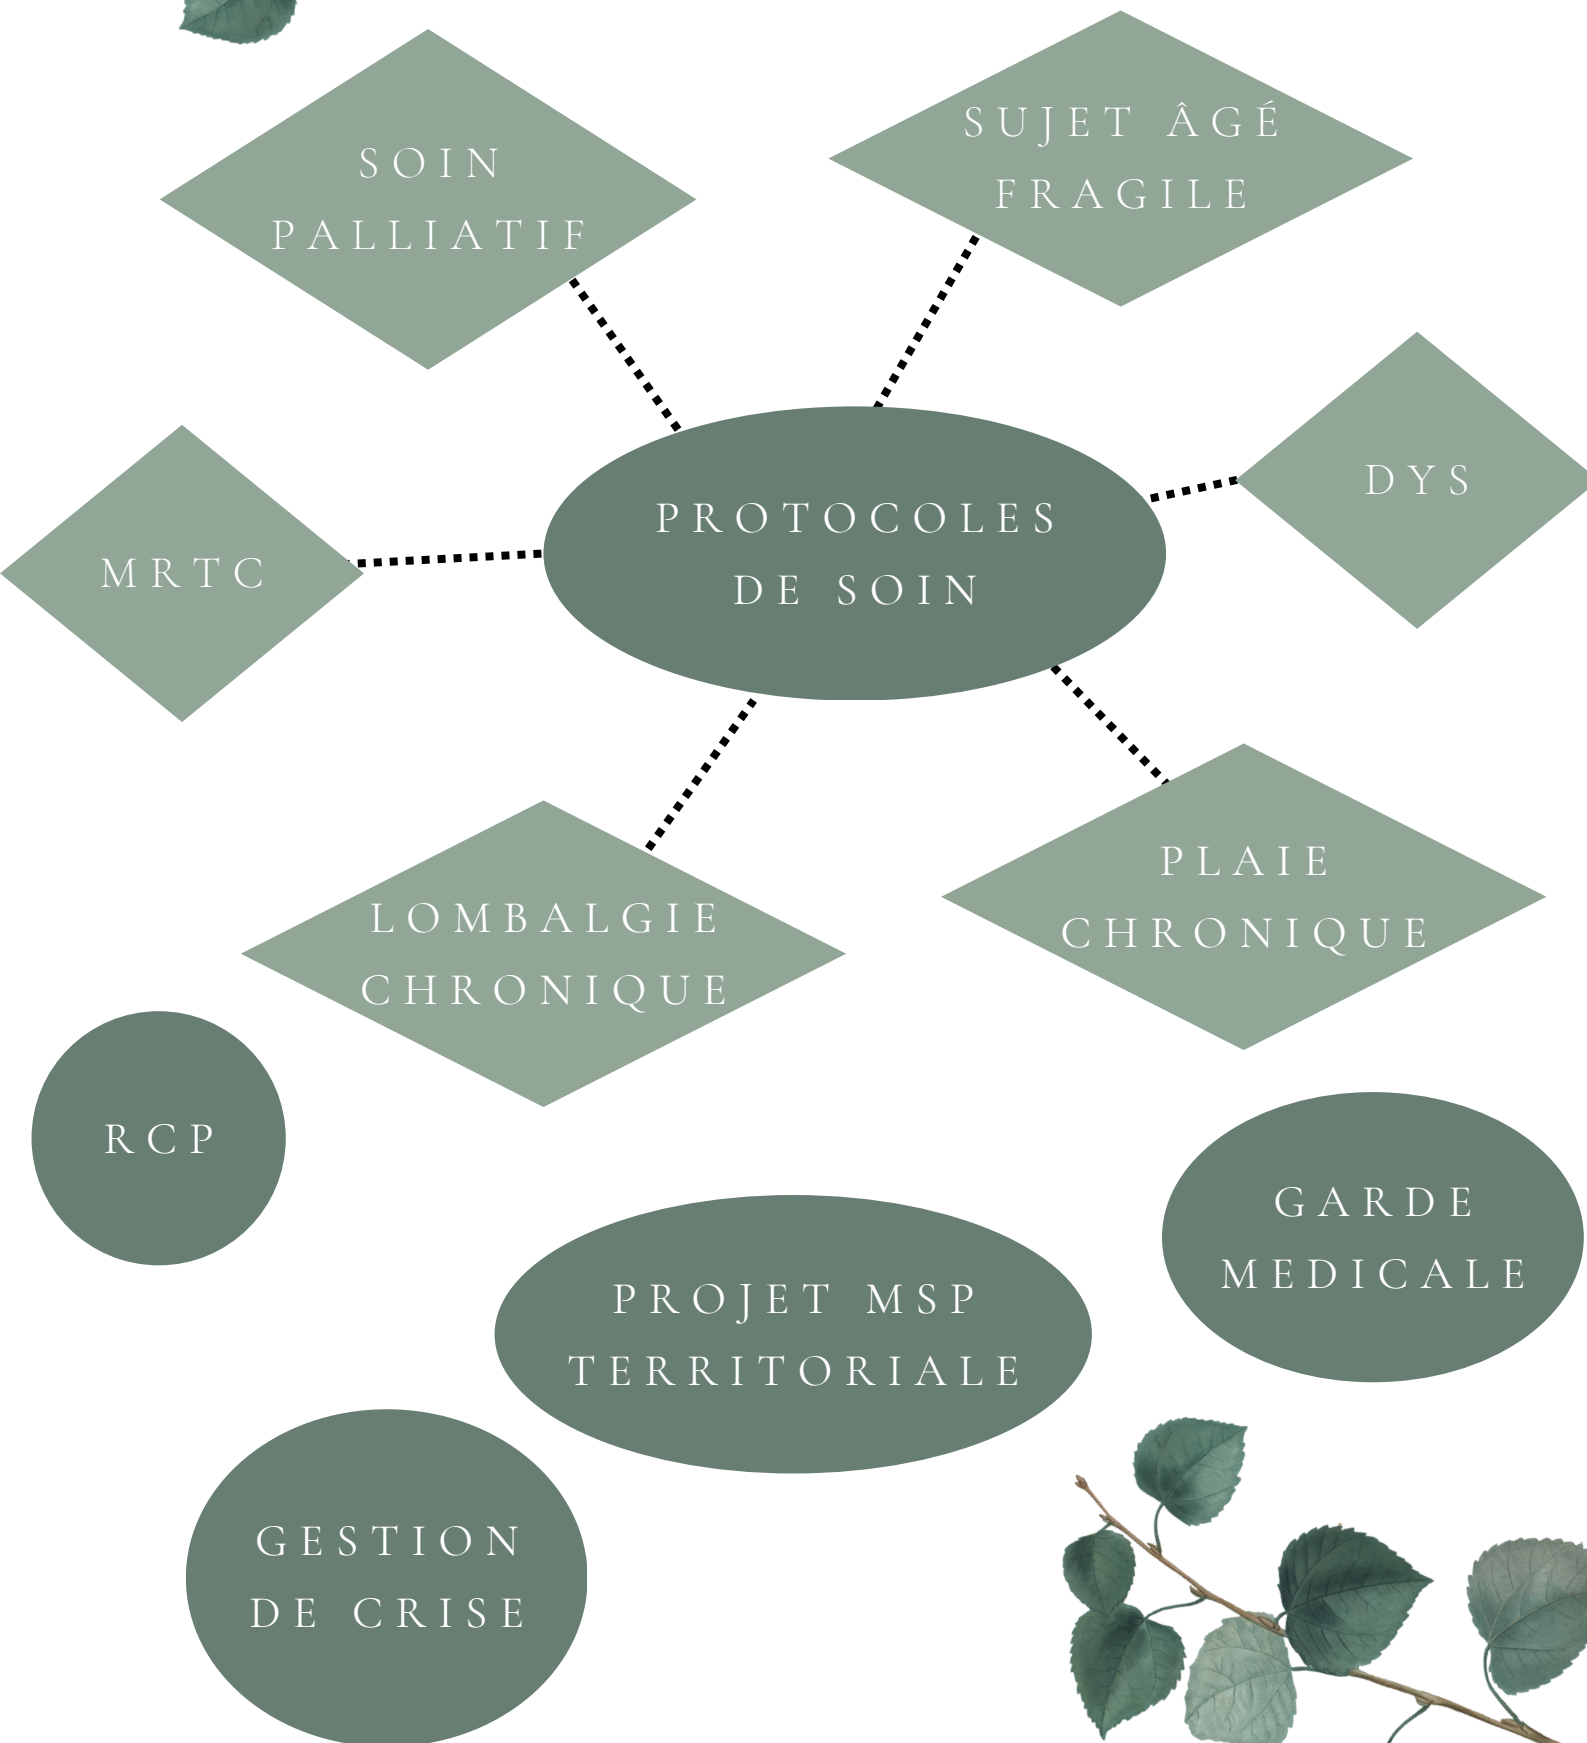 SOIN
PALLIATIF
SUJET ÂGÉ
FRAGILE
DYS
MRTC
PROTOCOLES
DE SOIN
LOMBALGIE
CHRONIQUE
PLAIE
CHRONIQUE
RCP
GARDE
MEDICALE
PROJET MSP
TERRITORIALE
GESTION
DE CRISE